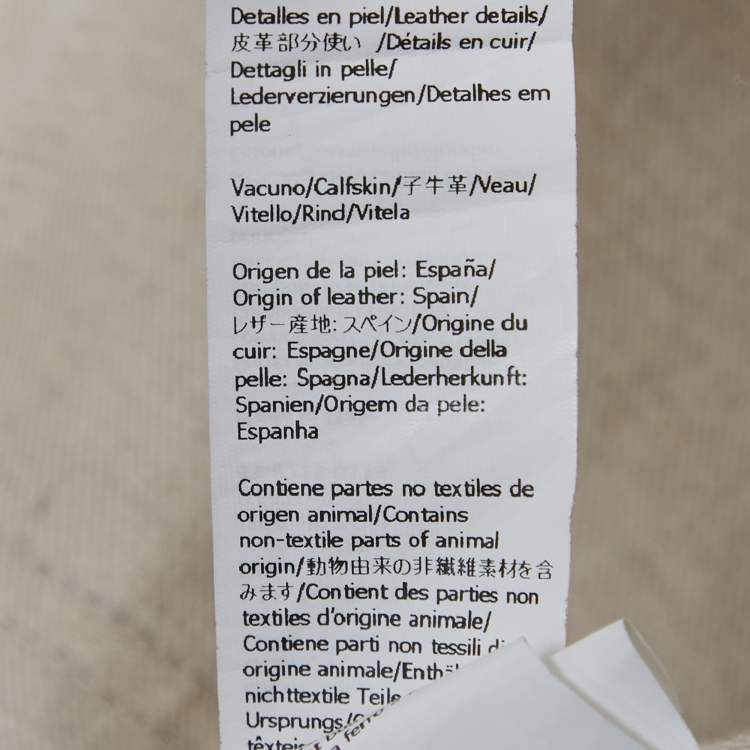 Detalles en piel/Leather details/
皮革部分使い /Détails en cuir/
Dettagli in pelle/
Lederverzierungen/Detalhes em
pele
Vacuno/Calfskin/子牛革/Veau/
Vitello/Rind/Vitela
Origen de la piel: España/
Origin of leather: Spain/
レザー産地: スペイン/Origine du
cuir: Espagne/Origine della
pelle: Spagna/Lederherkunft:
Spanien/Origem da pele:
Espanha
Contiene partes no textiles de
origen animal/Contains
non-textile parts of animal
origin/動物由来の非繊維素材を含
みます/Contient des parties non
textiles d'origine animale/
Contiene parti non tessili
origine animale/
nichttextile Teile
Ursprungs/